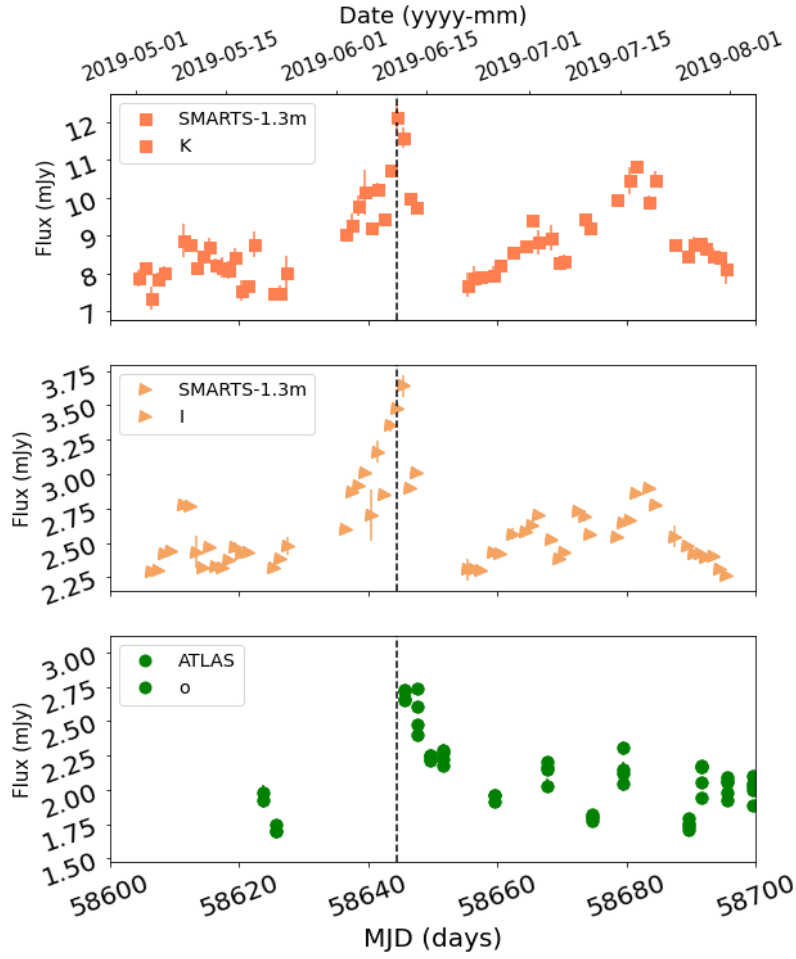 Date (yyyy-mm)
2019-05-01 2019-05-15 2019-06-01 2019-06-15 2019-07-01 2019-07-15 2019-08-01
SMARTS-1.3m
K
Flux (mJy)
12
11
10
9
8
7
SMARTS-1.3m
I
Flux (mJy)
3.75
3.50
3.25
3.00
2.75
2.50
2.25
ATLAS
o
Flux (mJy)
3.00
2.75
2.50
2.25
2.00
1.75
1.50
58600 58620 58640 58660 58680 58700
MJD (days)